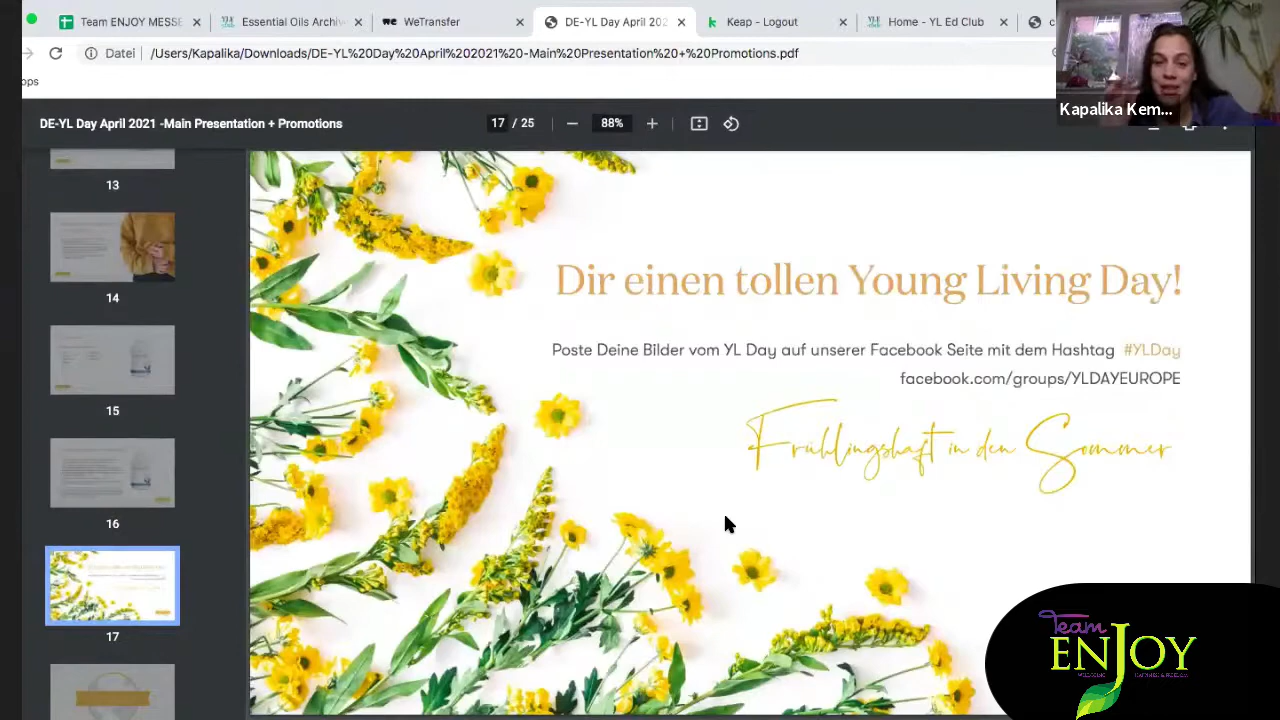 Team ENJOY MESSE
Essential Oils Archiv
WeTransfer
DE-YL Day April 202
Keap - Logout
Home - YL Ed Club
Datei
/Users/Kapalika/Downloads/DE-YL%20Day%20April%202021%20-Main%20Presentation%20+%20Promotions.pdf
ops
Kapalika Kem...
DE-YL Day April 2021 -Main Presentation + Promotions
17 / 25
88%
13
14
15
16
17
Dir einen tollen Young Living Day!
Poste Deine Bilder vom YL Day auf unserer Facebook Seite mit dem Hashtag #YLDay
facebook.com/groups/YLDAYEUROPE
Frühlingshaft in den Sommer
Team
ENJOY